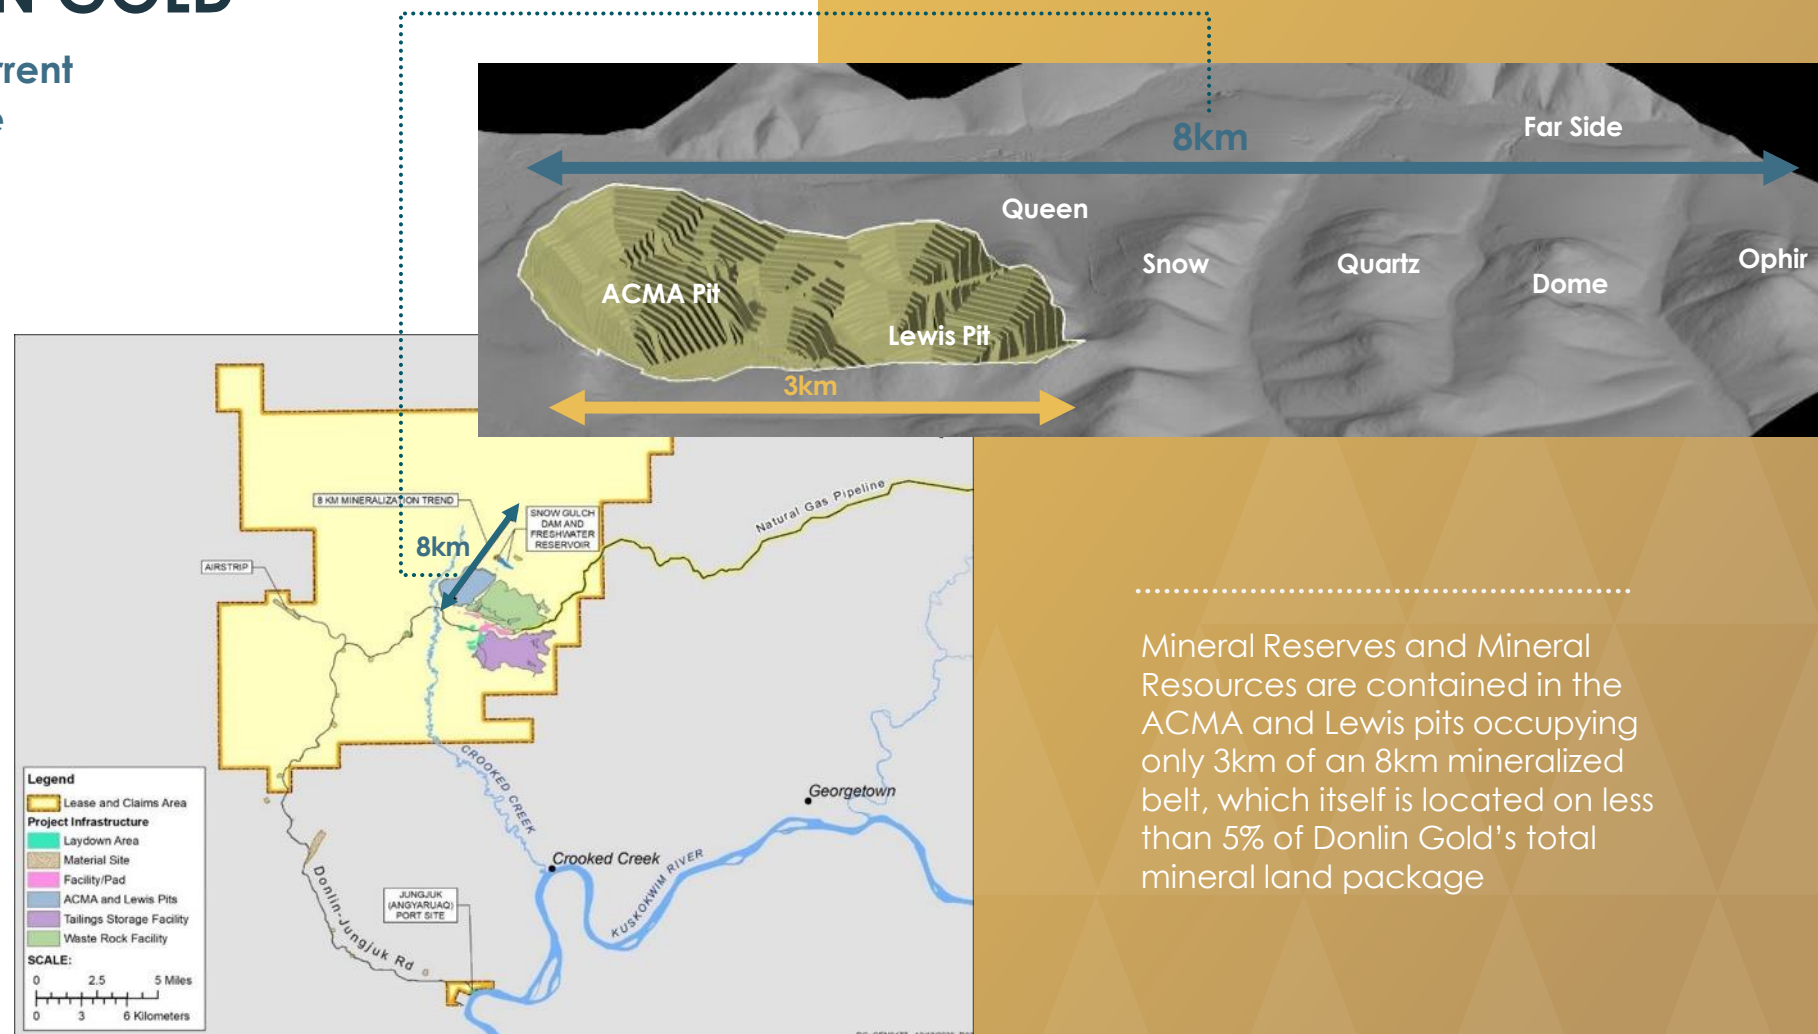 N GOLD
rrent
e
8km
Far Side
Queen
Snow
Quartz
Dome
Ophir
ACMA Pit
Lewis Pit
3km
8 KM MINERALIZATION TREND
SNOW GULCH
DAM AND
FRESHWATER
RESERVOIR
8km
AIRSTRIP
Natural Gas Pipeline
CROOKED CREEK
Georgetown
Crooked Creek
KUSKOKWIM RIVER
JUNGJUK
(ANGYARUAQ)
PORT SITE
Donlin-Jungjuk Rd
Legend
Lease and Claims Area
Project Infrastructure
Laydown Area
Material Site
Facility/Pad
ACMA and Lewis Pits
Tailings Storage Facility
Waste Rock Facility
SCALE:
0 2.5 5 Miles
0 3 6 Kilometers
Mineral Reserves and Mineral
Resources are contained in the
ACMA and Lewis pits occupying
only 3km of an 8km mineralized
belt, which itself is located on less
than 5% of Donlin Gold’s total
mineral land package